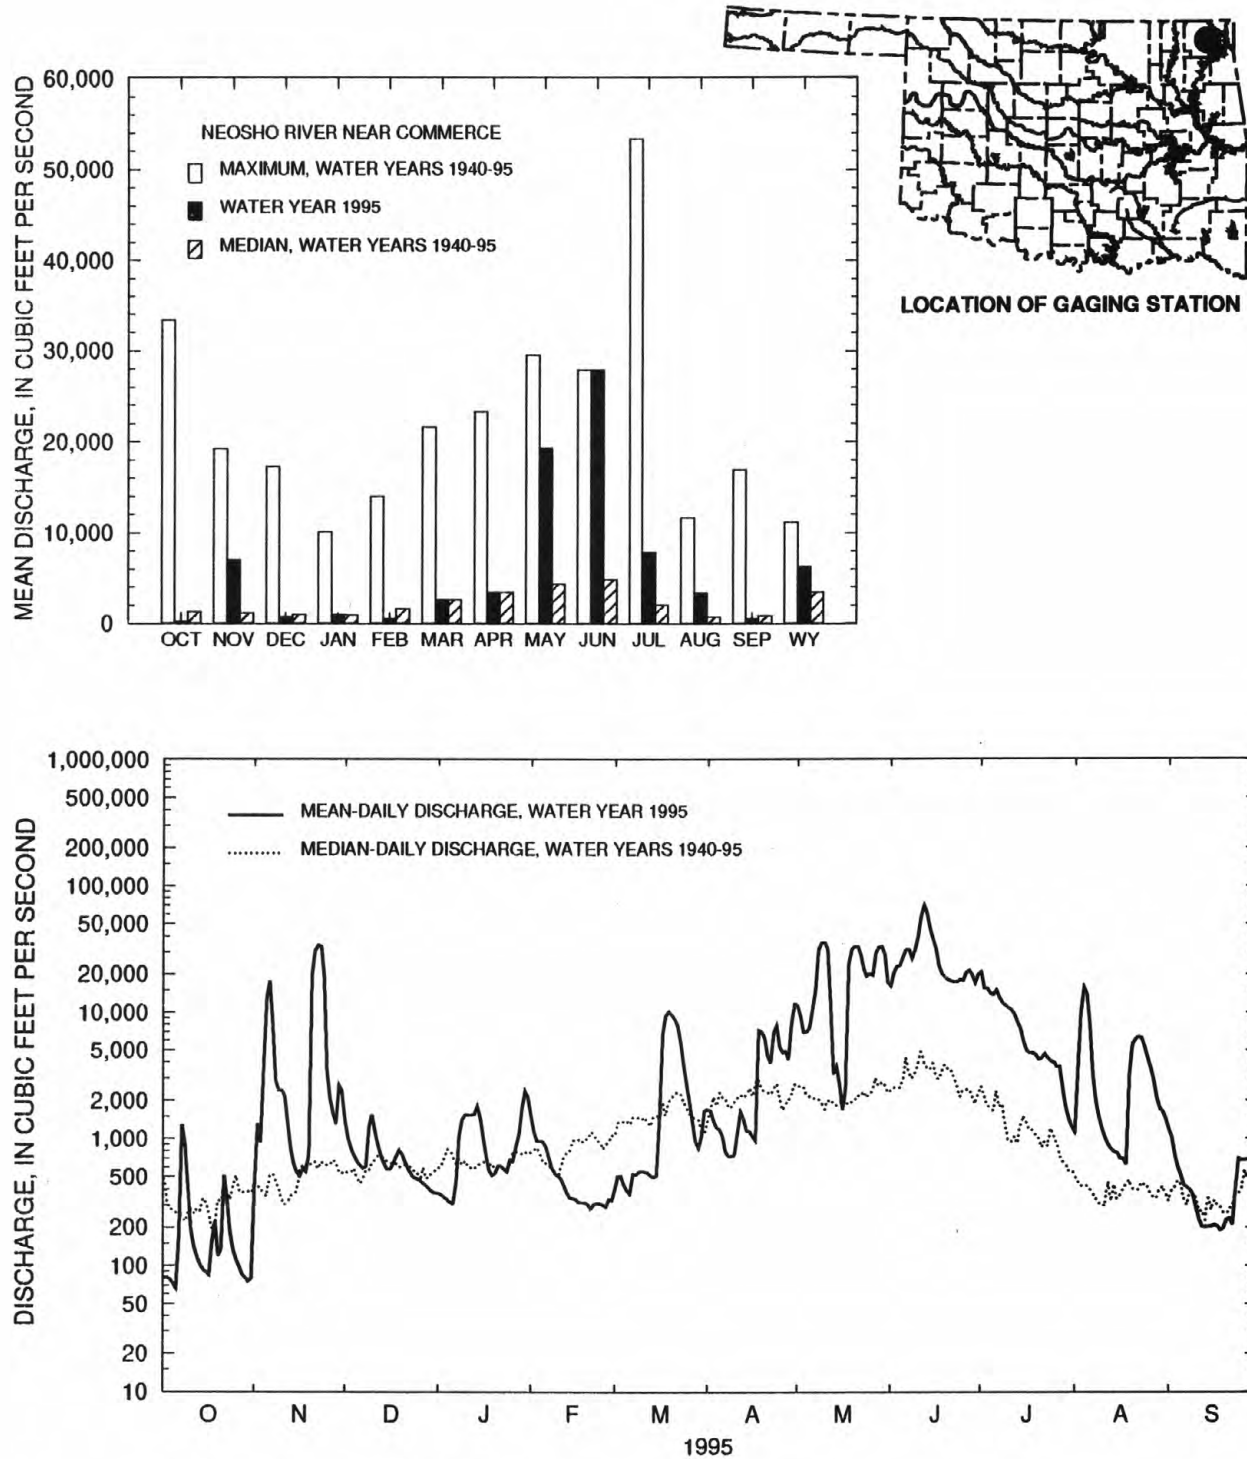 60,000
50,000
40,000
30,000
20,000
10,000
0
MEAN DISCHARGE, IN CUBIC FEET PER SECOND
NEOSHO RIVER NEAR COMMERCE
MAXIMUM, WATER YEARS 1940-95
WATER YEAR 1995
MEDIAN, WATER YEARS 1940-95
OCT NOV DEC JAN FEB MAR APR MAY JUN JUL AUG SEP WY
LOCATION OF GAGING STATION
1,000,000
500,000
200,000
100,000
50,000
20,000
10,000
5,000
2,000
1,000
500
200
100
50
20
10
DISCHARGE, IN CUBIC FEET PER SECOND
MEAN-DAILY DISCHARGE, WATER YEAR 1995
MEDIAN-DAILY DISCHARGE, WATER YEARS 1940-95
O N D J F M A M J J A S
1995